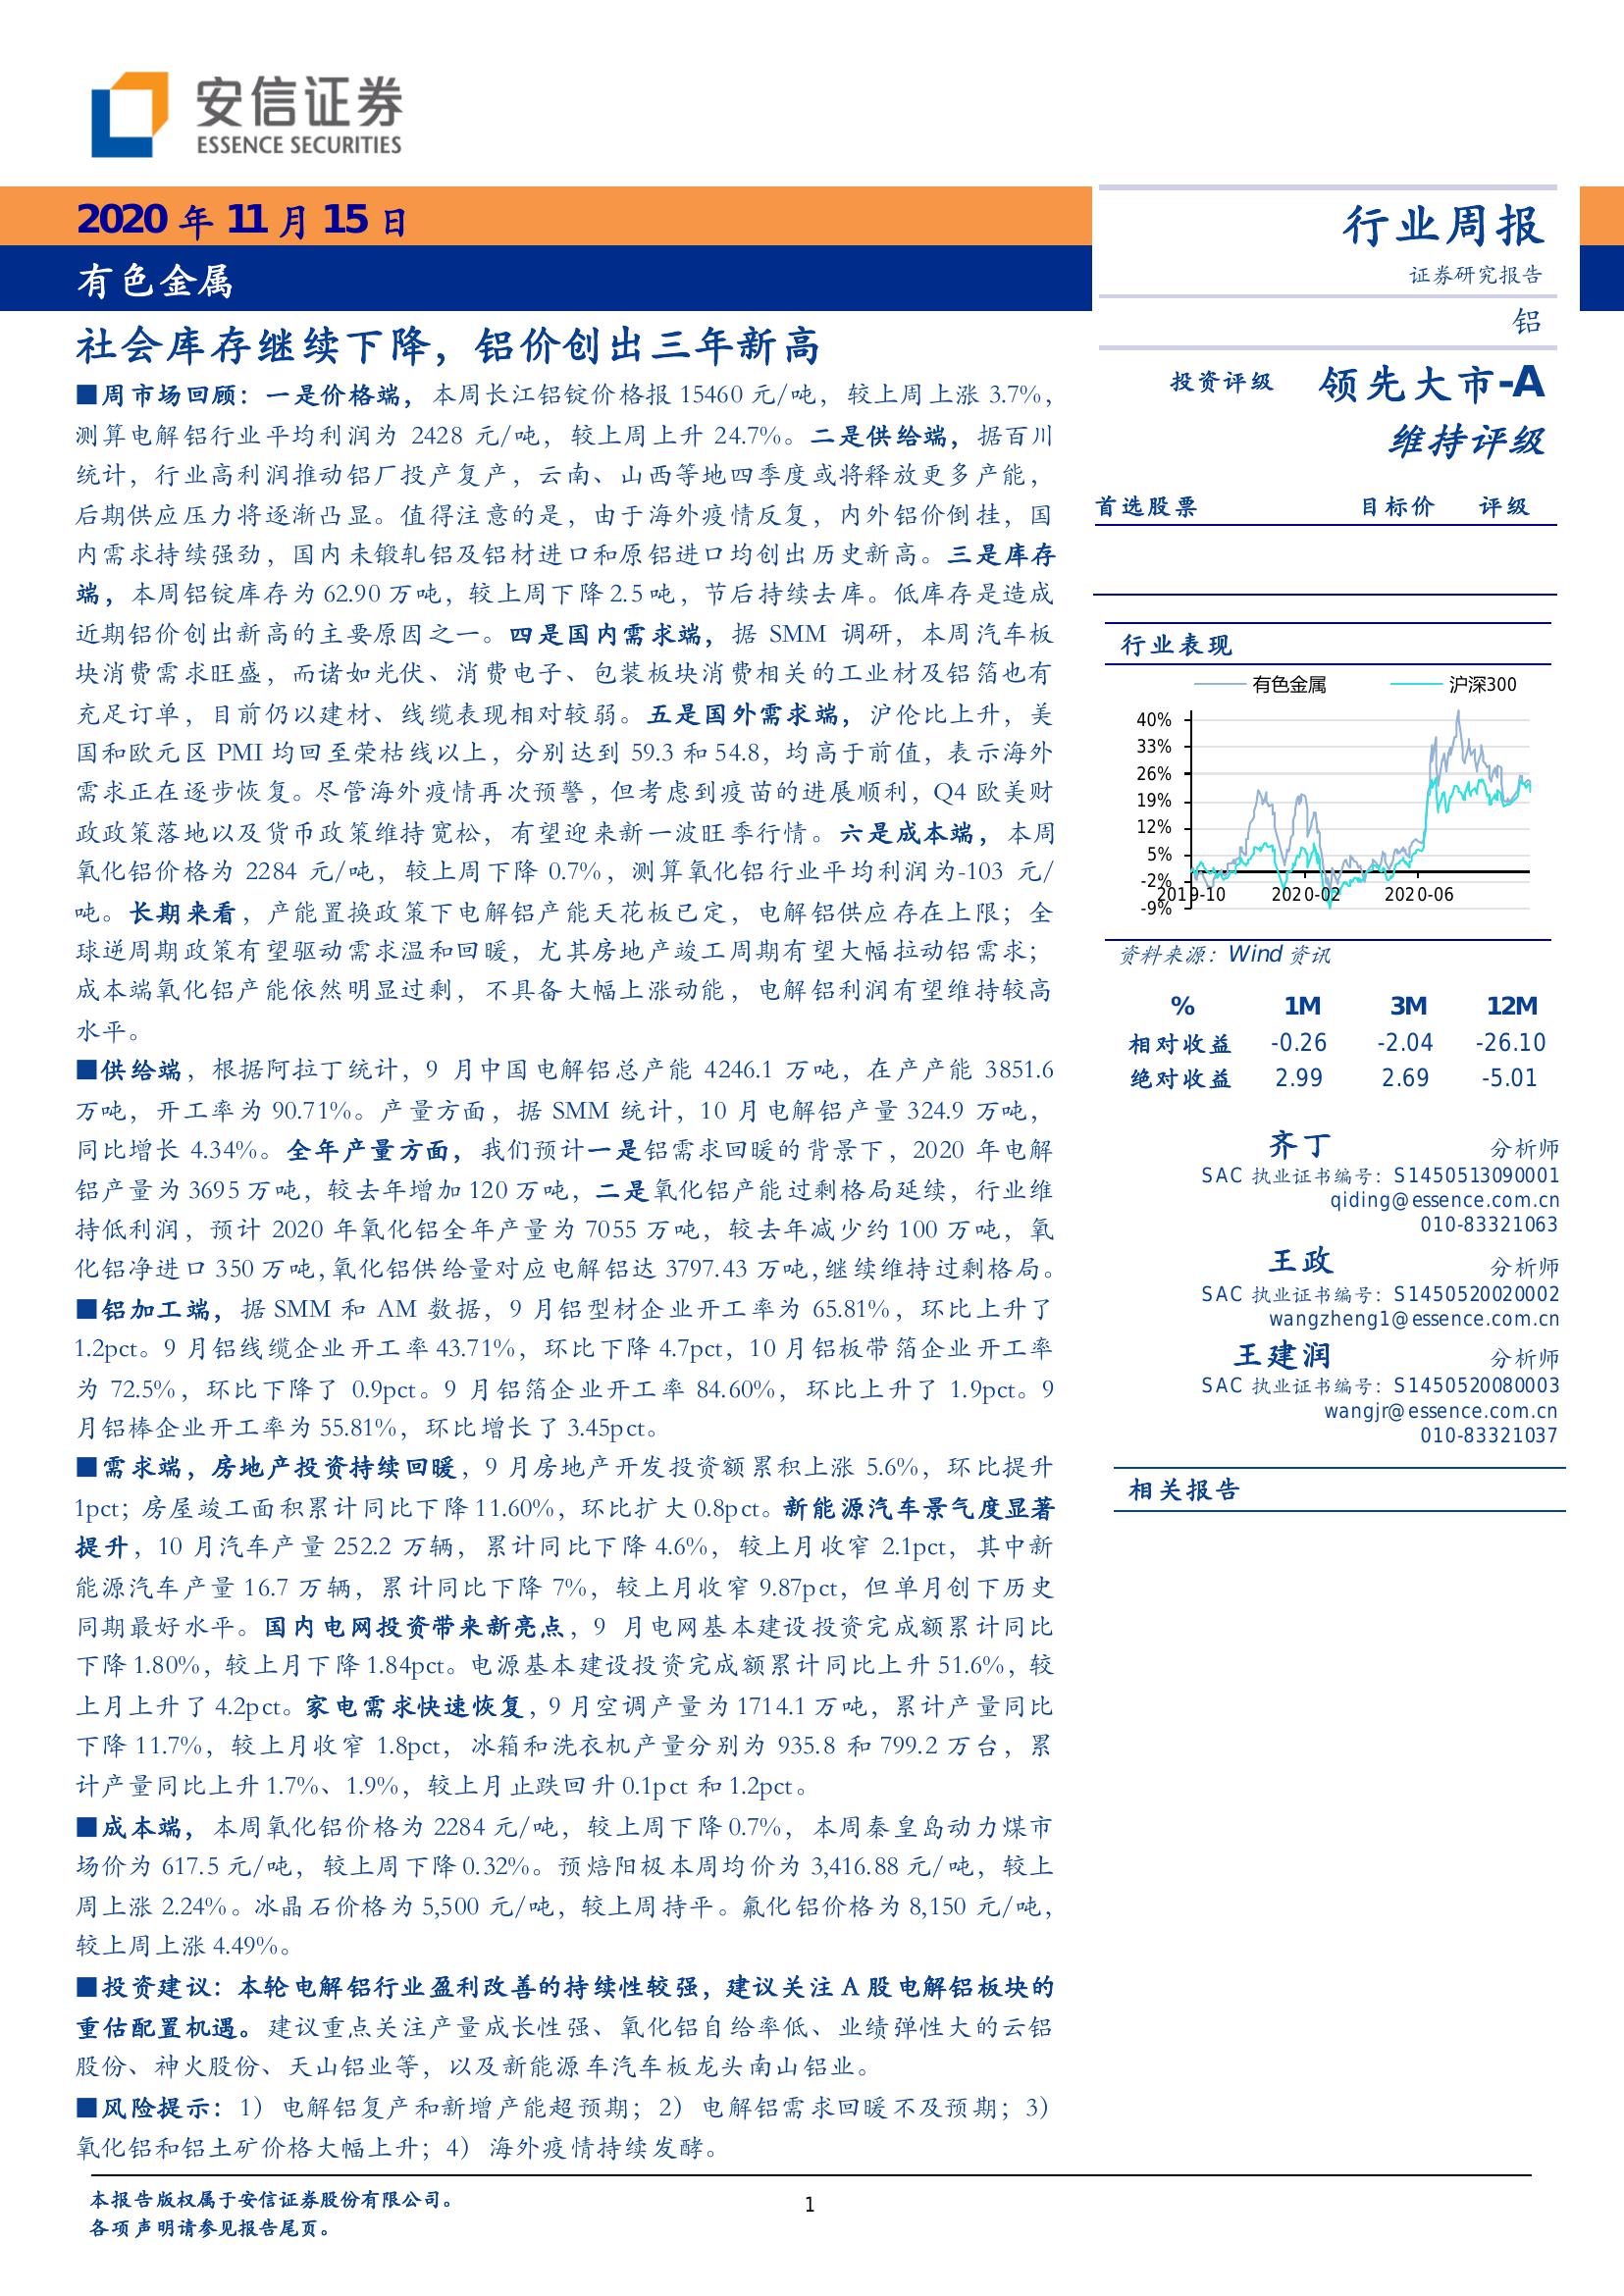 安信证券
ESSENCE SECURITIES
2020 年 11 月 15 日
有色金属
社会库存继续下降，铝价创出三年新高
■周市场回顾：一是价格端，本周长江铝锭价格报 15460 元/吨，较上周上涨 3.7%，
测算电解铝行业平均利润为 2428 元/吨，较上周上升 24.7%。二是供给端，据百川
统计，行业高利润推动铝厂投产复产，云南、山西等地四季度或将释放更多产能，
后期供应压力将逐渐凸显。值得注意的是，由于海外疫情反复，内外铝价倒挂，国
内需求持续强劲，国内未锻轧铝及铝材进口和原铝进口均创出历史新高。三是库存
端，本周铝锭库存为 62.90 万吨，较上周下降 2.5 吨，节后持续去库。低库存是造成
近期铝价创出新高的主要原因之一。四是国内需求端，据 SMM 调研，本周汽车板
块消费需求旺盛，而诸如光伏、消费电子、包装板块消费相关的工业材及铝箔也有
充足订单，目前仍以建材、线缆表现相对较弱。五是国外需求端，沪伦比上升，美
国和欧元区 PMI 均回至荣枯线以上，分别达到 59.3 和 54.8，均高于前值，表示海外
需求正在逐步恢复。尽管海外疫情再次预警，但考虑到疫苗的进展顺利，Q4 欧美财
政政策落地以及货币政策维持宽松，有望迎来新一波旺季行情。六是成本端，本周
氧化铝价格为 2284 元/吨，较上周下降 0.7%，测算氧化铝行业平均利润为-103 元/
吨。长期来看，产能置换政策下电解铝产能天花板已定，电解铝供应存在上限；全
球逆周期政策有望驱动需求温和回暖，尤其房地产竣工周期有望大幅拉动铝需求；
成本端氧化铝产能依然明显过剩，不具备大幅上涨动能，电解铝利润有望维持较高
水平。
■供给端，根据阿拉丁统计，9 月中国电解铝总产能 4246.1 万吨，在产产能 3851.6
万吨，开工率为 90.71%。产量方面，据 SMM 统计，10 月电解铝产量 324.9 万吨，
同比增长 4.34%。全年产量方面，我们预计一是铝需求回暖的背景下，2020 年电解
铝产量为 3695 万吨，较去年增加 120 万吨，二是氧化铝产能过剩格局延续，行业维
持低利润，预计 2020 年氧化铝全年产量为 7055 万吨，较去年减少约 100 万吨，氧
化铝净进口 350 万吨，氧化铝供给量对应电解铝达 3797.43 万吨，继续维持过剩格局。
■铝加工端，据 SMM 和 AM 数据，9 月铝型材企业开工率为 65.81%，环比上升了
1.2pct。9 月铝线缆企业开工率 43.71%，环比下降 4.7pct，10 月铝板带箔企业开工率
为 72.5%，环比下降了 0.9pct。9 月铝箔企业开工率 84.60%，环比上升了 1.9pct。9
月铝棒企业开工率为 55.81%，环比增长了 3.45pct。
■需求端，房地产投资持续回暖，9 月房地产开发投资额累积上涨 5.6%，环比提升
1pct；房屋竣工面积累计同比下降 11.60%，环比扩大 0.8pct。新能源汽车景气度显著
提升，10 月汽车产量 252.2 万辆，累计同比下降 4.6%，较上月收窄 2.1pct，其中新
能源汽车产量 16.7 万辆，累计同比下降 7%，较上月收窄 9.87pct，但单月创下历史
同期最好水平。国内电网投资带来新亮点，9 月电网基本建设投资完成额累计同比
下降 1.80%，较上月下降 1.84pct。电源基本建设投资完成额累计同比上升 51.6%，较
上月上升了 4.2pct。家电需求快速恢复，9 月空调产量为 1714.1 万吨，累计产量同比
下降 11.7%，较上月收窄 1.8pct，冰箱和洗衣机产量分别为 935.8 和 799.2 万台，累
计产量同比上升 1.7%、1.9%，较上月止跌回升 0.1pct 和 1.2pct。
■成本端，本周氧化铝价格为 2284 元/吨，较上周下降 0.7%，本周秦皇岛动力煤市
场价为 617.5 元/吨，较上周下降 0.32%。预焙阳极本周均价为 3,416.88 元/吨，较上
周上涨 2.24%。冰晶石价格为 5,500 元/吨，较上周持平。氟化铝价格为 8,150 元/吨，
较上周上涨 4.49%。
■投资建议：本轮电解铝行业盈利改善的持续性较强，建议关注 A 股电解铝板块的
重估配置机遇。建议重点关注产量成长性强、氧化铝自给率低、业绩弹性大的云铝
股份、神火股份、天山铝业等，以及新能源车汽车板龙头南山铝业。
■风险提示：1）电解铝复产和新增产能超预期；2）电解铝需求回暖不及预期；3）
氧化铝和铝土矿价格大幅上升；4）海外疫情持续发酵。
行业周报
证券研究报告
铝
投资评级 领先大市-A
维持评级
首选股票 目标价 评级
行业表现
有色金属 沪深300
40%
33%
26%
19%
12%
5%
-2%
-9%
2019-10 2020-02 2020-06
资料来源：Wind 资讯
% 1M 3M 12M
相对收益 -0.26 -2.04 -26.10
绝对收益 2.99 2.69 -5.01
齐丁 分析师
SAC 执业证书编号：S1450513090001
qiding@essence.com.cn
010-83321063
王政 分析师
SAC 执业证书编号：S1450520020002
wangzheng1@essence.com.cn
王建润 分析师
SAC 执业证书编号：S1450520080003
wangjr@essence.com.cn
010-83321037
相关报告
本报告版权属于安信证券股份有限公司。
1
各项声明请参见报告尾页。